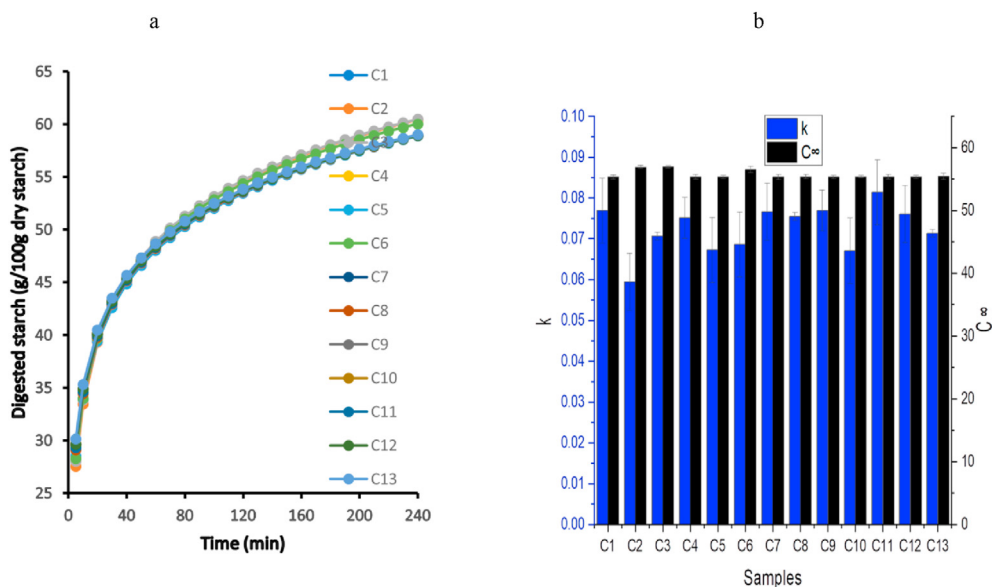 a
b
Digested starch (g/100g dry starch)
65
60
55
50
45
40
35
30
25
0
40
80
120
160
200
240
Time (min)
C1
C2
C4
C5
C6
C7
C8
C9
C10
C11
C12
C13
k
0.10
0.09
0.08
0.07
0.06
0.05
0.04
0.03
0.02
0.01
0.00
k
C∞
60
50
40
30
20
10
0
C∞
C1 C2 C3 C4 C5 C6 C7 C8 C9 C10 C11 C12 C13
Samples